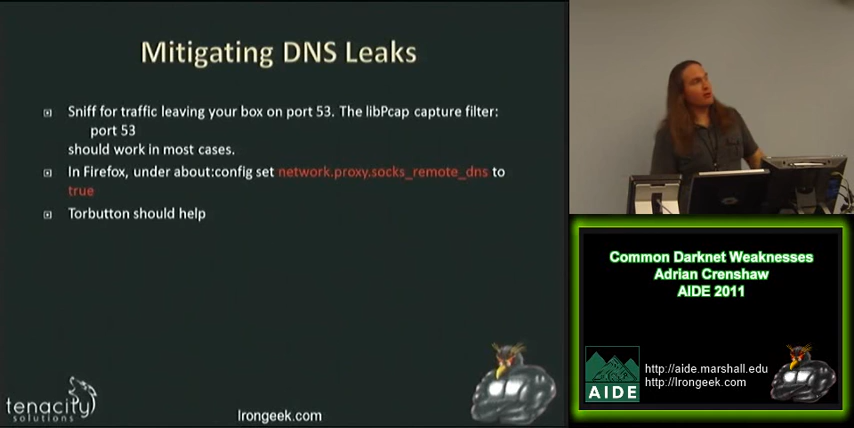 Mitigating DNS Leaks
Sniff for traffic leaving your box on port 53. The libPcap capture filter:
port 53
should work in most cases.
In Firefox, under about:config set network.proxy.socks_remote_dns to
true
Torbutton should help
tenacity
solutions
Irongeek.com
Common Darknet Weaknesses
Adrian Crenshaw
AIDE 2011
AIDE
http://aide.marshall.edu
http://Irongeek.com